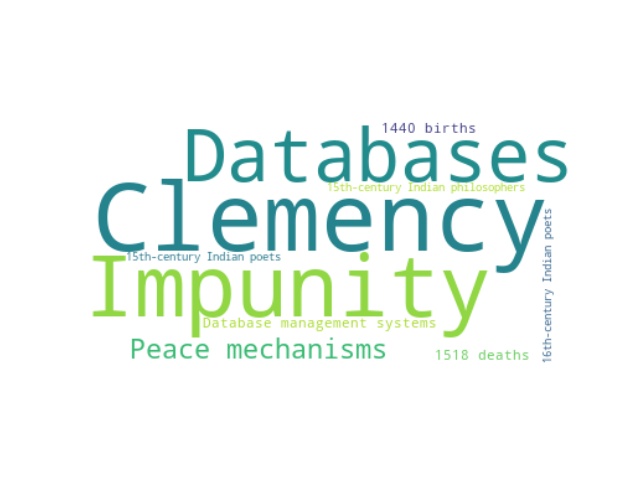 1440 births
Databases
15th-century Indian philosophers
Clemency
15th-century Indian poets
16th-century Indian poets
Impunity
Database management systems
Peace mechanisms
1518 deaths